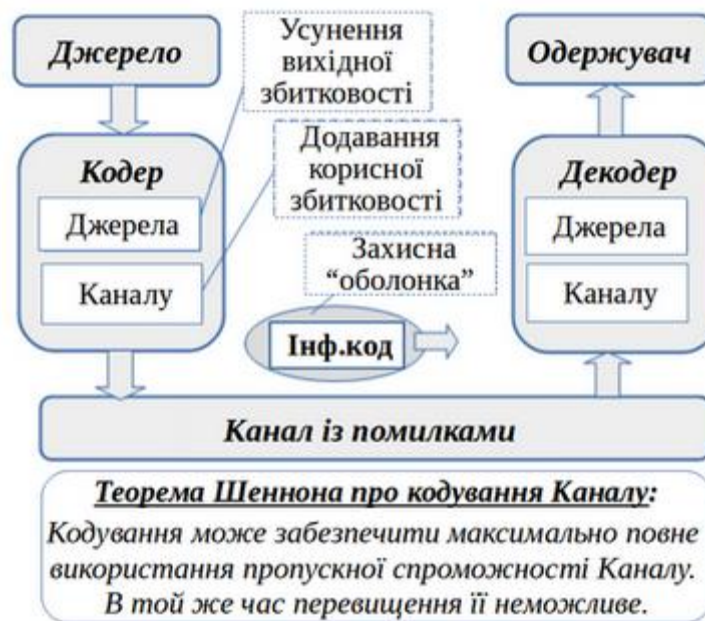 Джерело
Усунення
вихідної
збитковості
Одержувач
Кодер
Джерела
Каналу
Додавання
корисної
збитковості
Декодер
Джерела
Каналу
Захисна
“оболонка”
Інф.код
Канал із помилками
Теорема Шеннона про кодування Каналу:
Кодування може забезпечити максимально повне
використання пропускної спроможності Каналу.
В той же час перевищення її неможливе.